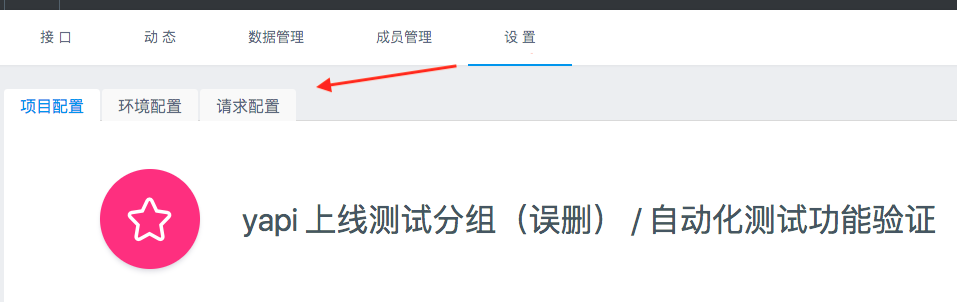 接 口 动 态 数据管理 成员管理 设 置
项目配置 环境配置 请求配置
yapi 上线测试分组（误删） / 自动化测试功能验证